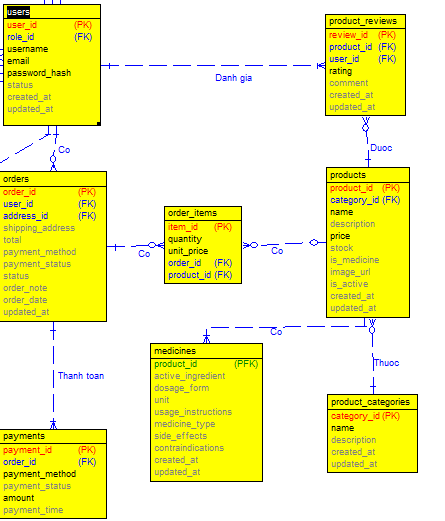 users
user_id (PK)
role_id (FK)
username
email
password_hash
status
created_at
updated_at
product_reviews
review_id (PK)
product_id (FK)
user_id (FK)
rating
comment
created_at
updated_at
Danh gia
Co
Duoc
orders
order_id (PK)
user_id (FK)
address_id (FK)
shipping_address
total
payment_method
payment_status
status
order_note
order_date
updated_at
Co
order_items
item_id (PK)
quantity
unit_price
order_id (FK)
product_id (FK)
Co
products
product_id (PK)
category_id (FK)
name
description
price
stock
is_medicine
image_url
is_active
created_at
updated_at
Co
Thuoc
Thanh toan
medicines
product_id (PFK)
active_ingredient
dosage_form
unit
usage_instructions
medicine_type
side_effects
contraindications
created_at
updated_at
product_categories
category_id (PK)
name
description
created_at
updated_at
payments
payment_id (PK)
order_id (FK)
payment_method
payment_status
amount
payment_time